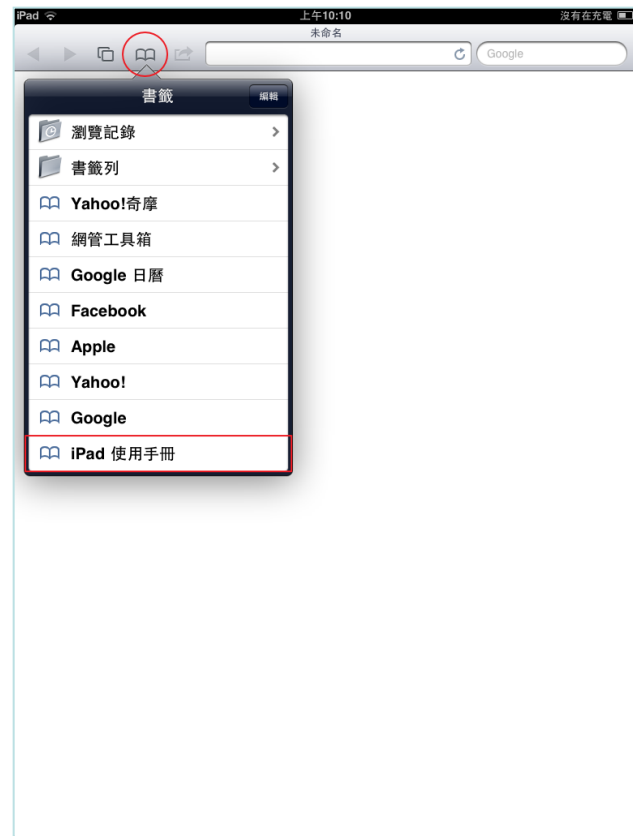 iPad 上午10:10 沒有在充電
未命名
Google
書籤 編輯
瀏覽記錄
書籤列
Yahoo!奇摩
網管工具箱
Google 日曆
Facebook
Apple
Yahoo!
Google
iPad 使用手冊